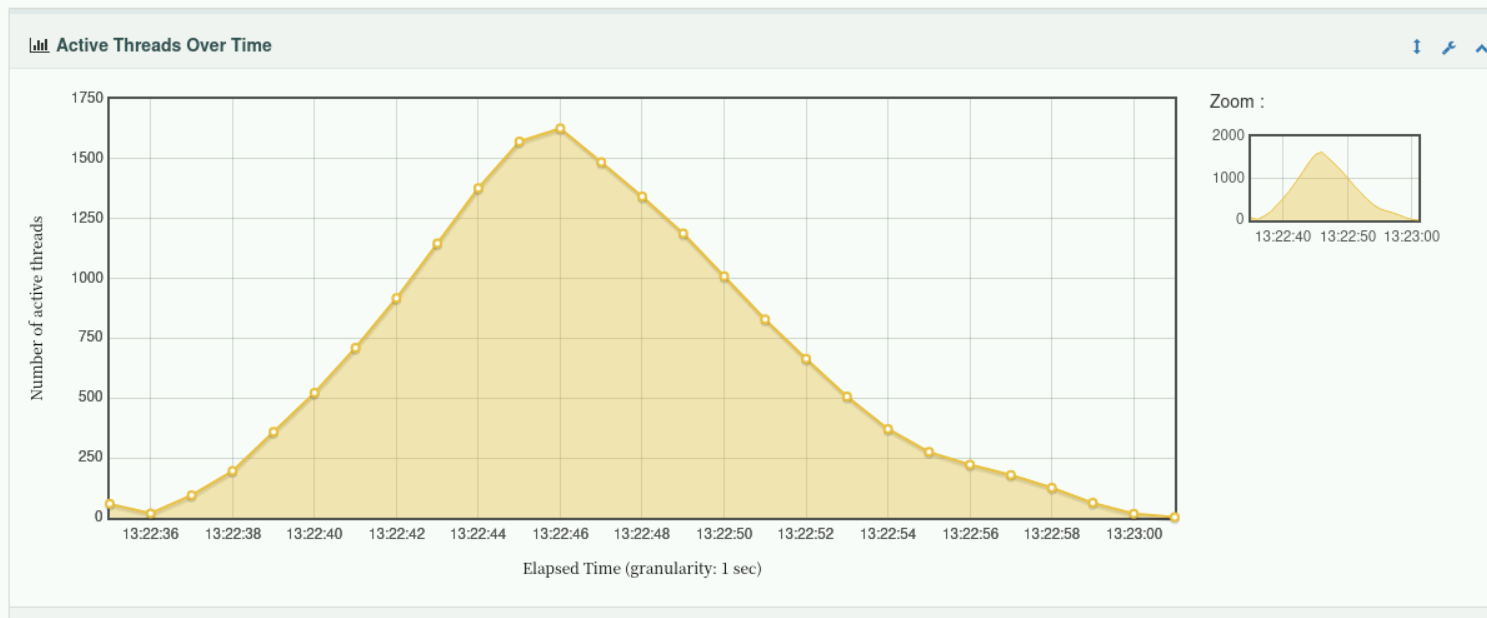 Active Threads Over Time
Number of active threads
1750
1500
1250
1000
750
500
250
0
13:22:36 13:22:38 13:22:40 13:22:42 13:22:44 13:22:46 13:22:48 13:22:50 13:22:52 13:22:54 13:22:56 13:22:58 13:23:00
Elapsed Time (granularity: 1 sec)
Zoom :
2000
1000
0
13:22:40 13:22:50 13:23:00